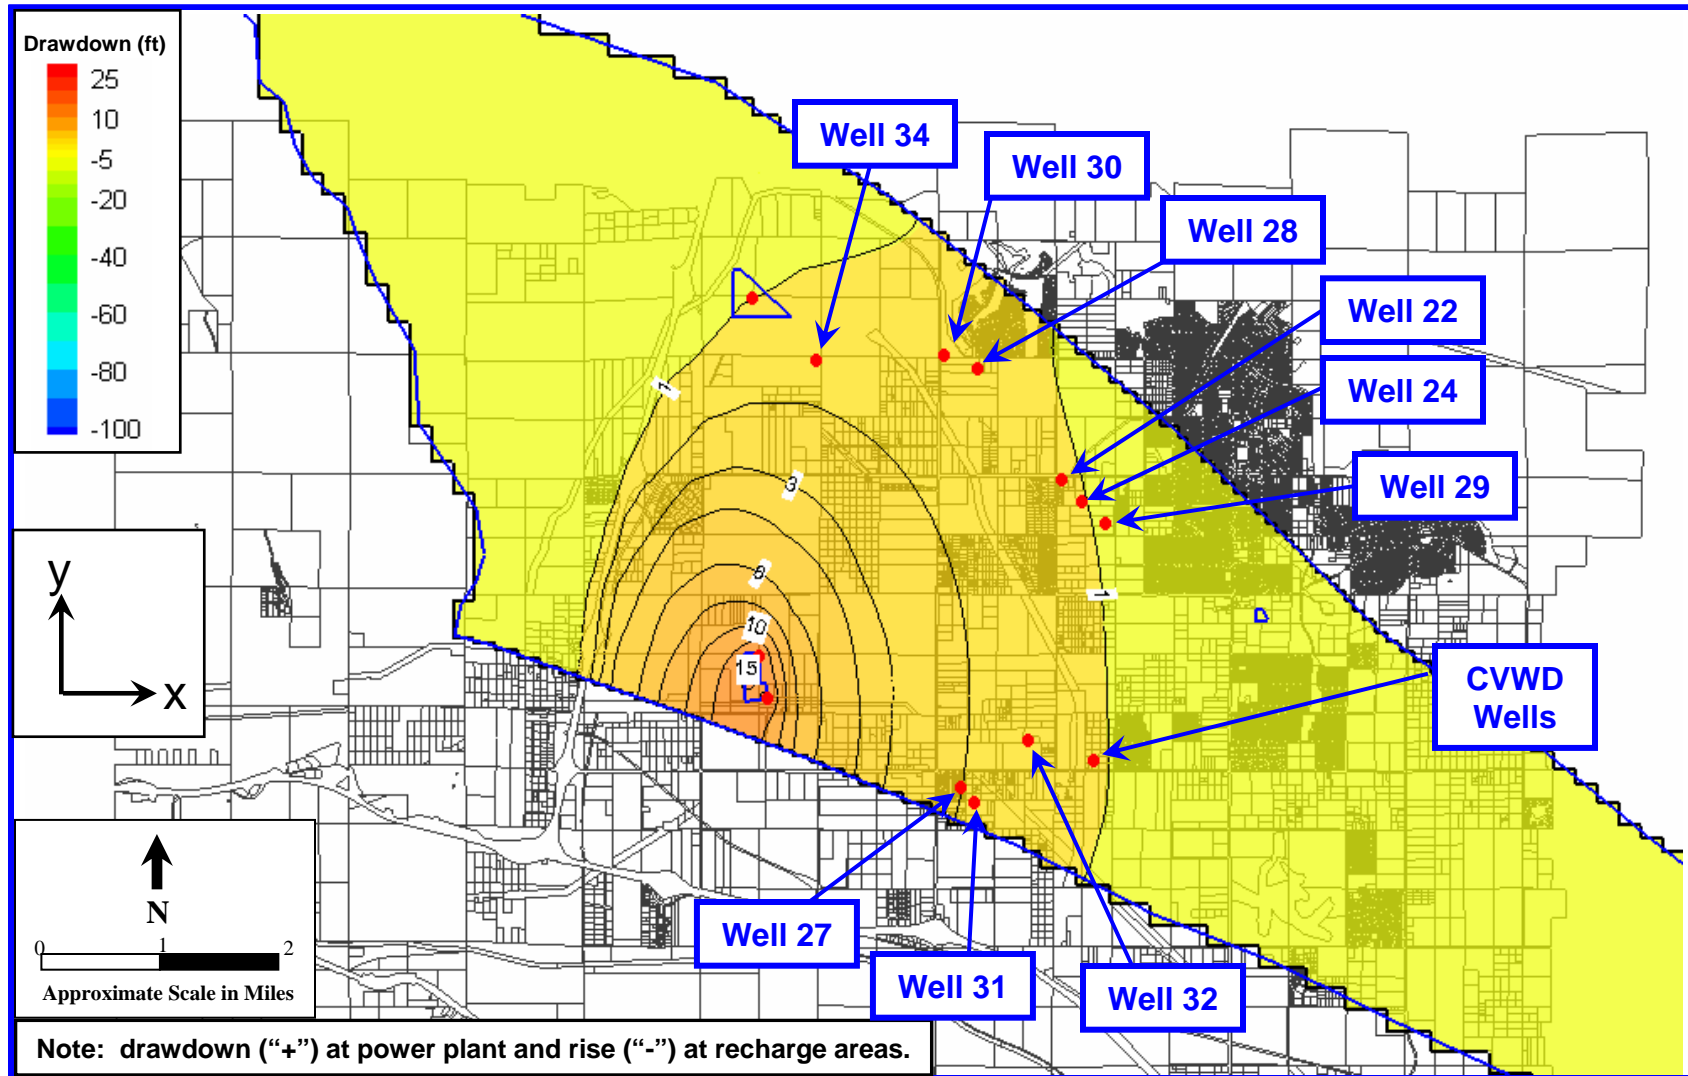 Drawdown (ft)
25
10
-5
-20
-40
-60
-80
-100
Well 34
Well 30
Well 28
Well 22
Well 24
Well 29
1
3
6
10
15
1
y
x
CVWD
Wells
N
0 1 2
Approximate Scale in Miles
Well 27
Well 31
Well 32
Note: drawdown (“+”) at power plant and rise (“-”) at recharge areas.